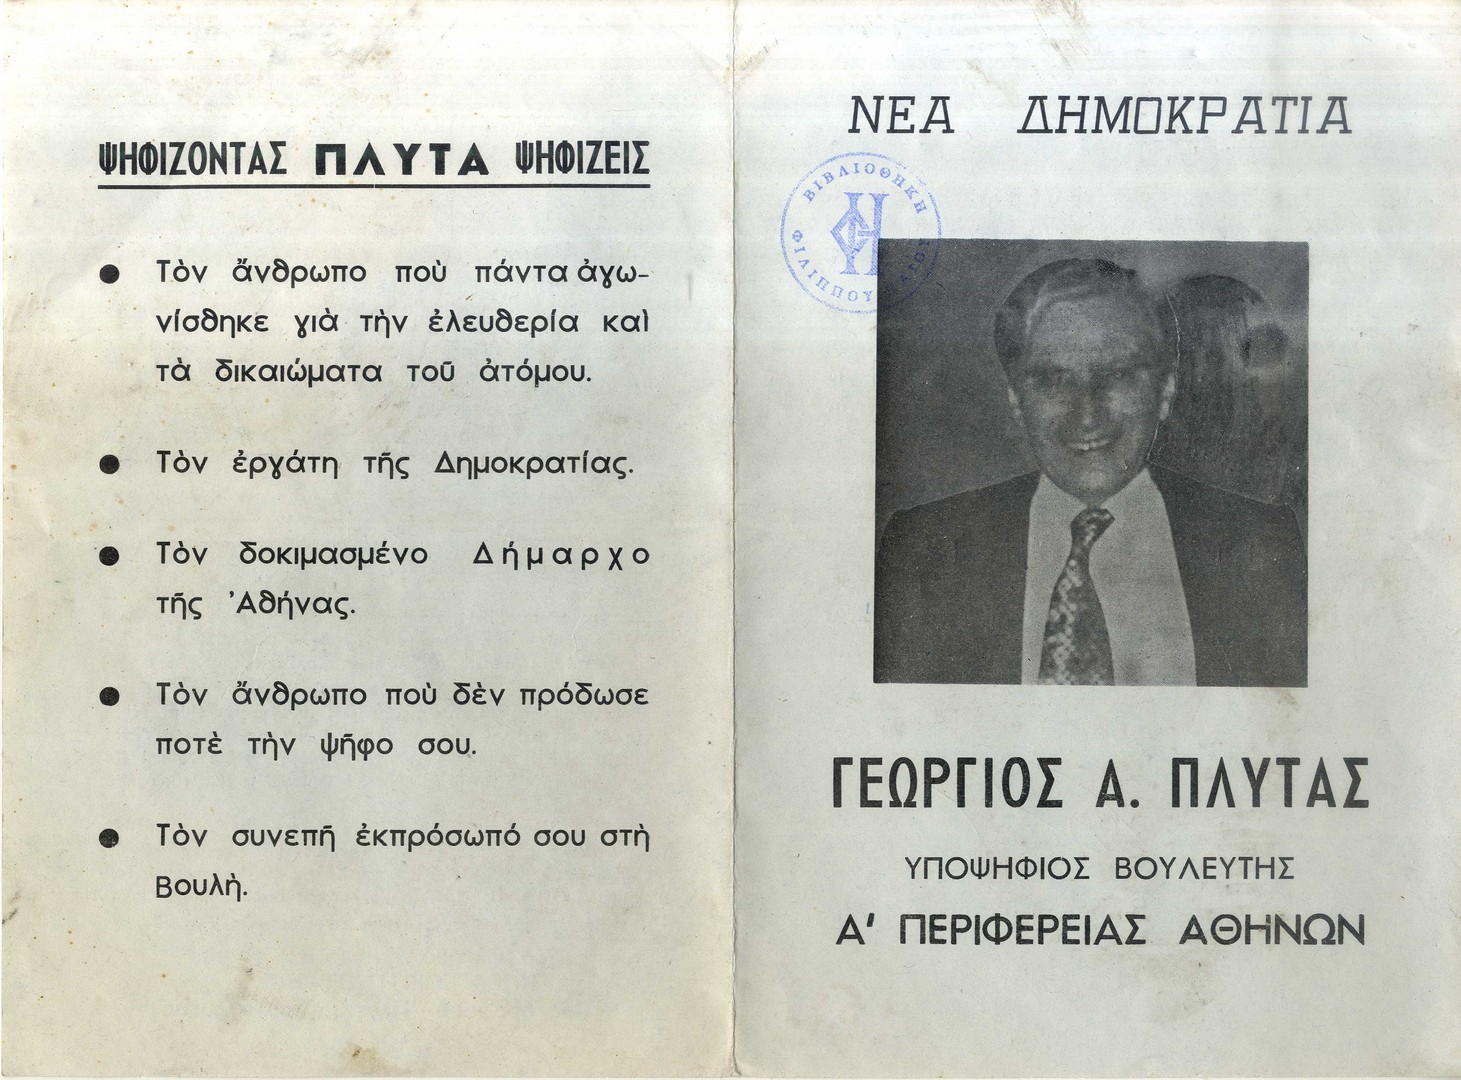 ΨΗΦΙΖΟΝΤΑΣ ΠΛΥΤΑ ΨΗΦΙΖΕΙΣ
● Τὸν ἄνθρωπο ποὺ πάντα ἀγω-
νίσθηκε γιὰ τὴν ἐλευθερία καὶ
τὰ δικαιώματα τοῦ ἀτόμου.
● Τὸν ἐργάτη τῆς Δημοκρατίας.
● Τὸν δοκιμασμένο Δήμαρχο
τῆς Ἀθήνας.
● Τὸν ἄνθρωπο ποὺ δὲν πρόδωσε
ποτὲ τὴν ψῆφο σου.
● Τὸν συνεπῆ ἐκπρόσωπό σου στὴ
Βουλὴ.
ΝΕΑ ΔΗΜΟΚΡΑΤΙΑ
ΒΙΒΛΙΟΘΗΚΗ
ΦΙΛΙΠΠΟΥ
ΓΕΩΡΓΙΟΣ Α. ΠΛΥΤΑΣ
ΥΠΟΨΗΦΙΟΣ ΒΟΥΛΕΥΤΗΣ
Α' ΠΕΡΙΦΕΡΕΙΑΣ ΑΘΗΝΩΝ